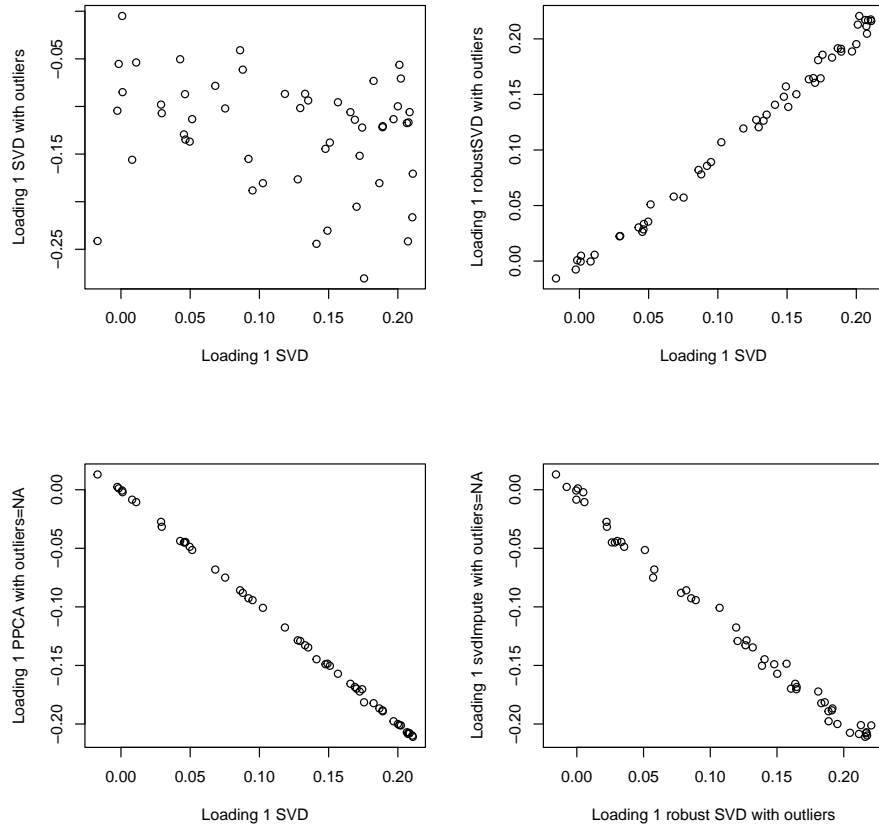 Loading 1 SVD with outliers
−0.05
−0.15
−0.25
0.00 0.05 0.10 0.15 0.20
Loading 1 SVD
Loading 1 robustSVD with outliers
0.20
0.15
0.10
0.05
0.00
0.00 0.05 0.10 0.15 0.20
Loading 1 SVD
Loading 1 PPCA with outliers=NA
0.00
−0.05
−0.10
−0.15
−0.20
0.00 0.05 0.10 0.15 0.20
Loading 1 SVD
Loading 1 svdImpute with outliers=NA
0.00
−0.05
−0.10
−0.15
−0.20
0.00 0.05 0.10 0.15 0.20
Loading 1 robust SVD with outliers